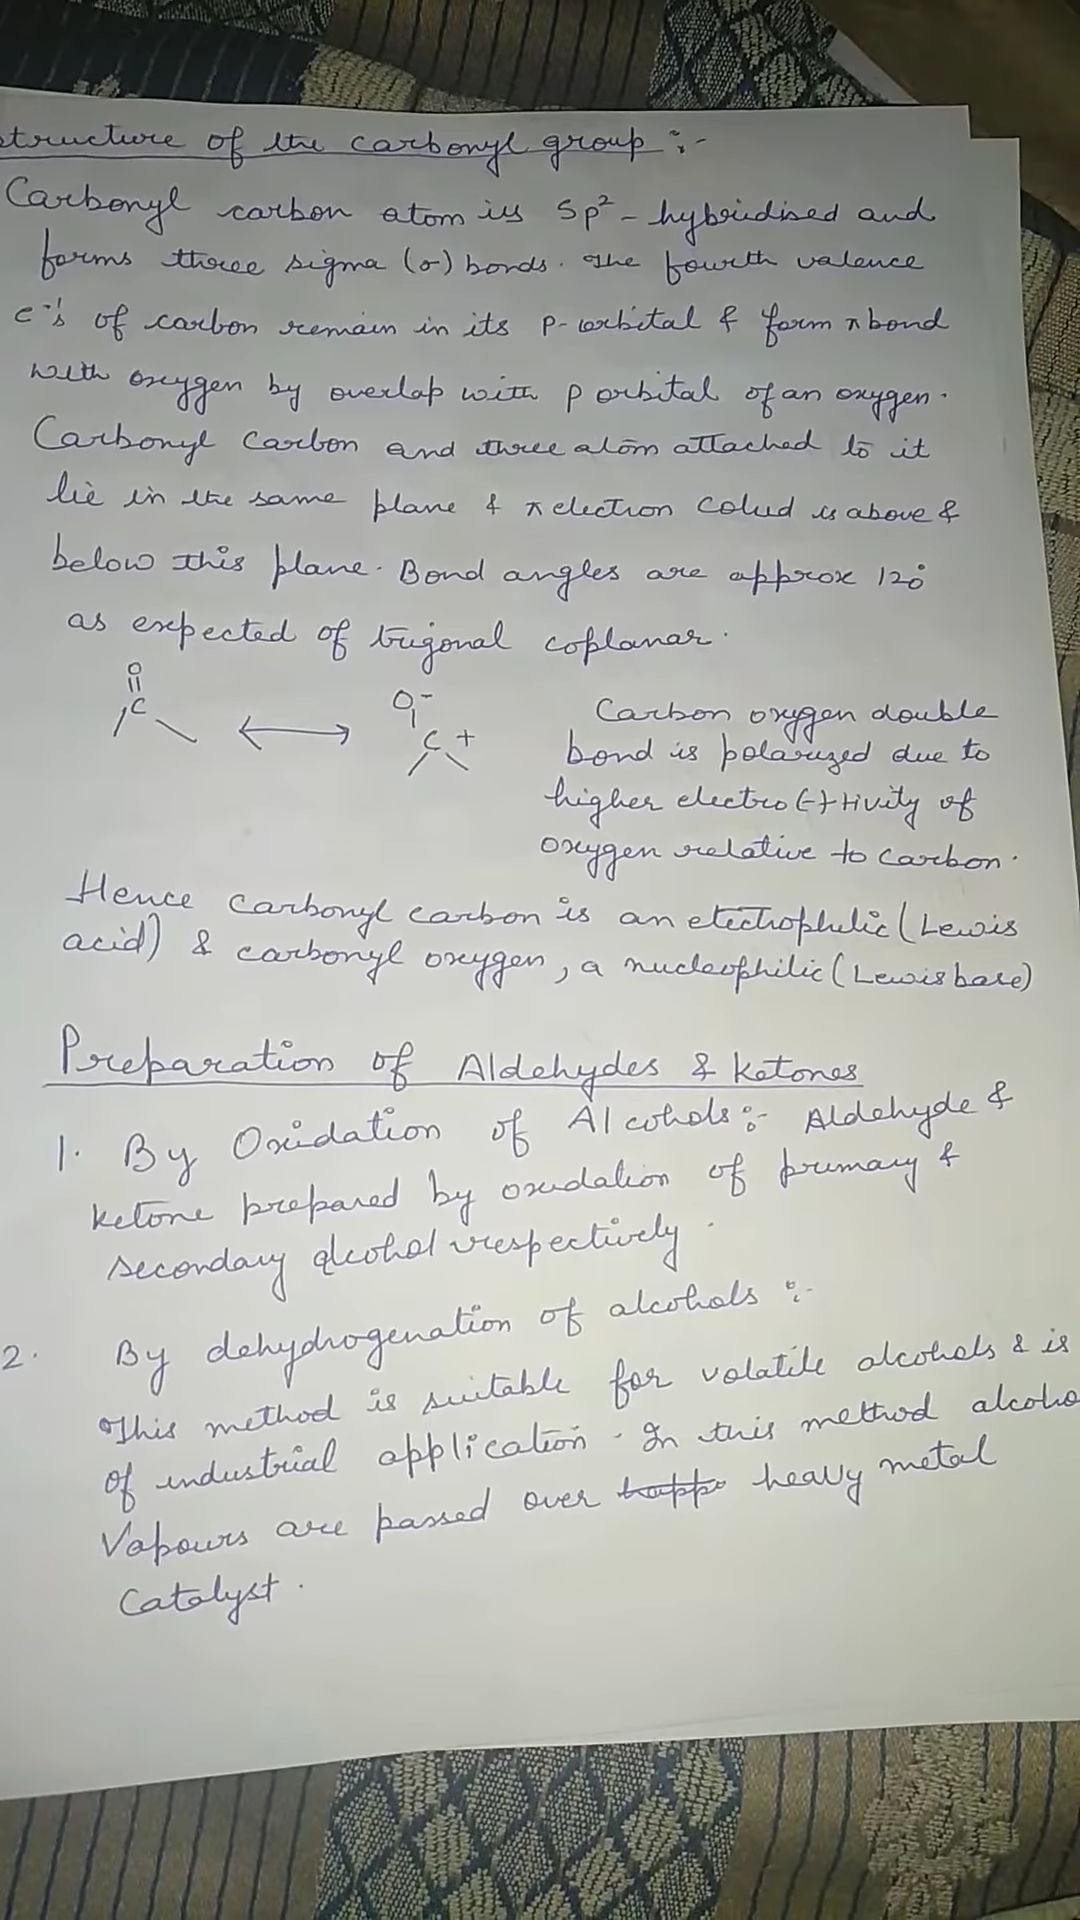 structure of the carbonyl group :-
Carbonyl carbon atom is Sp²-hybridised and
forms three sigma (σ) bonds. The fourth valence
e⁻'s of carbon remain in its p-orbital & form π bond
with oxygen by overlap with p orbital of an oxygen.
Carbonyl Carbon and three atom attached to it
lie in the same plane & π electron colud is above &
below this plane. Bond angles are approx 120°
as expected of trigonal coplanar.
O
||
C
O⁻
C +
Carbon oxygen double
bond is polarized due to
higher electro(-)tivity of
oxygen relative to Carbon.
Hence carbonyl carbon is an electrophilic (Lewis
acid) & carbonyl oxygen, a nucleophilic (Lewis base)
Preparation of Aldehydes & ketones
1. By Oxidation of Alcohols :- Aldehyde &
ketone prepared by oxidation of primary &
secondary alcohol respectively.
2. By dehydrogenation of alcohols :-
This method is suitable for volatile alcohols & is
of industrial application. In this method alcoho
Vapours are passed over heavy metal
Catalyst.